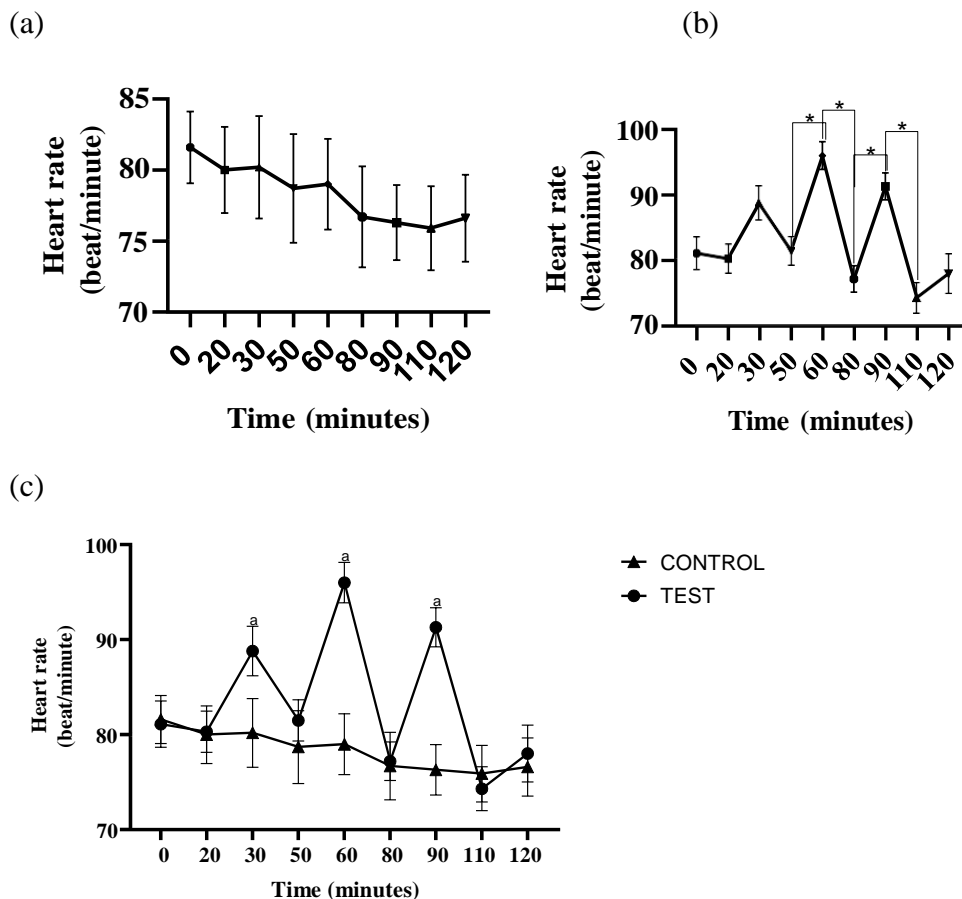 (a)
85
80
75
70
Heart rate
(beat/minute)
0 20 30 50 60 80 90 110 120
Time (minutes)
(b)
100
90
80
70
Heart rate
(beat/minute)
* * * *
0 20 30 50 60 80 90 110 120
Time (minutes)
(c)
100
90
80
70
Heart rate
(beat/minute)
a a a
0 20 30 50 60 80 90 110 120
Time (minutes)
CONTROL
TEST